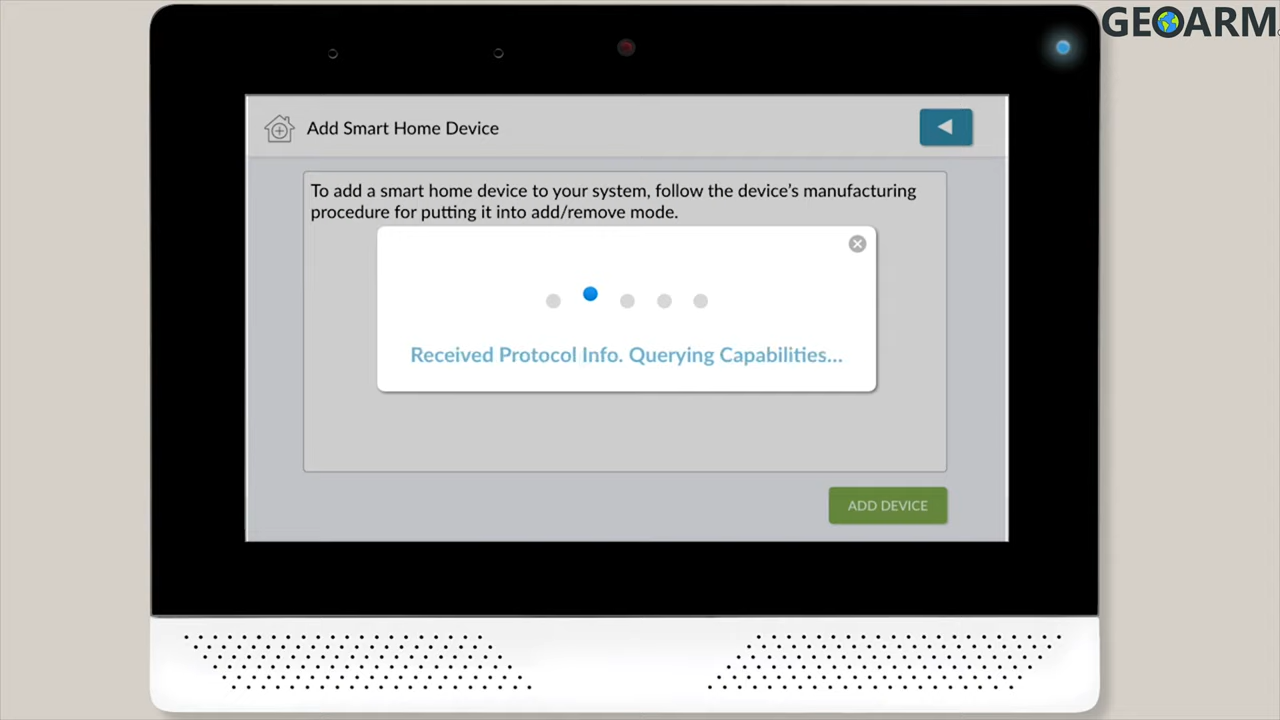 GEOARM
Add Smart Home Device
To add a smart home device to your system, follow the device's manufacturing
procedure for putting it into add/remove mode.
Received Protocol Info. Querying Capabilities...
ADD DEVICE